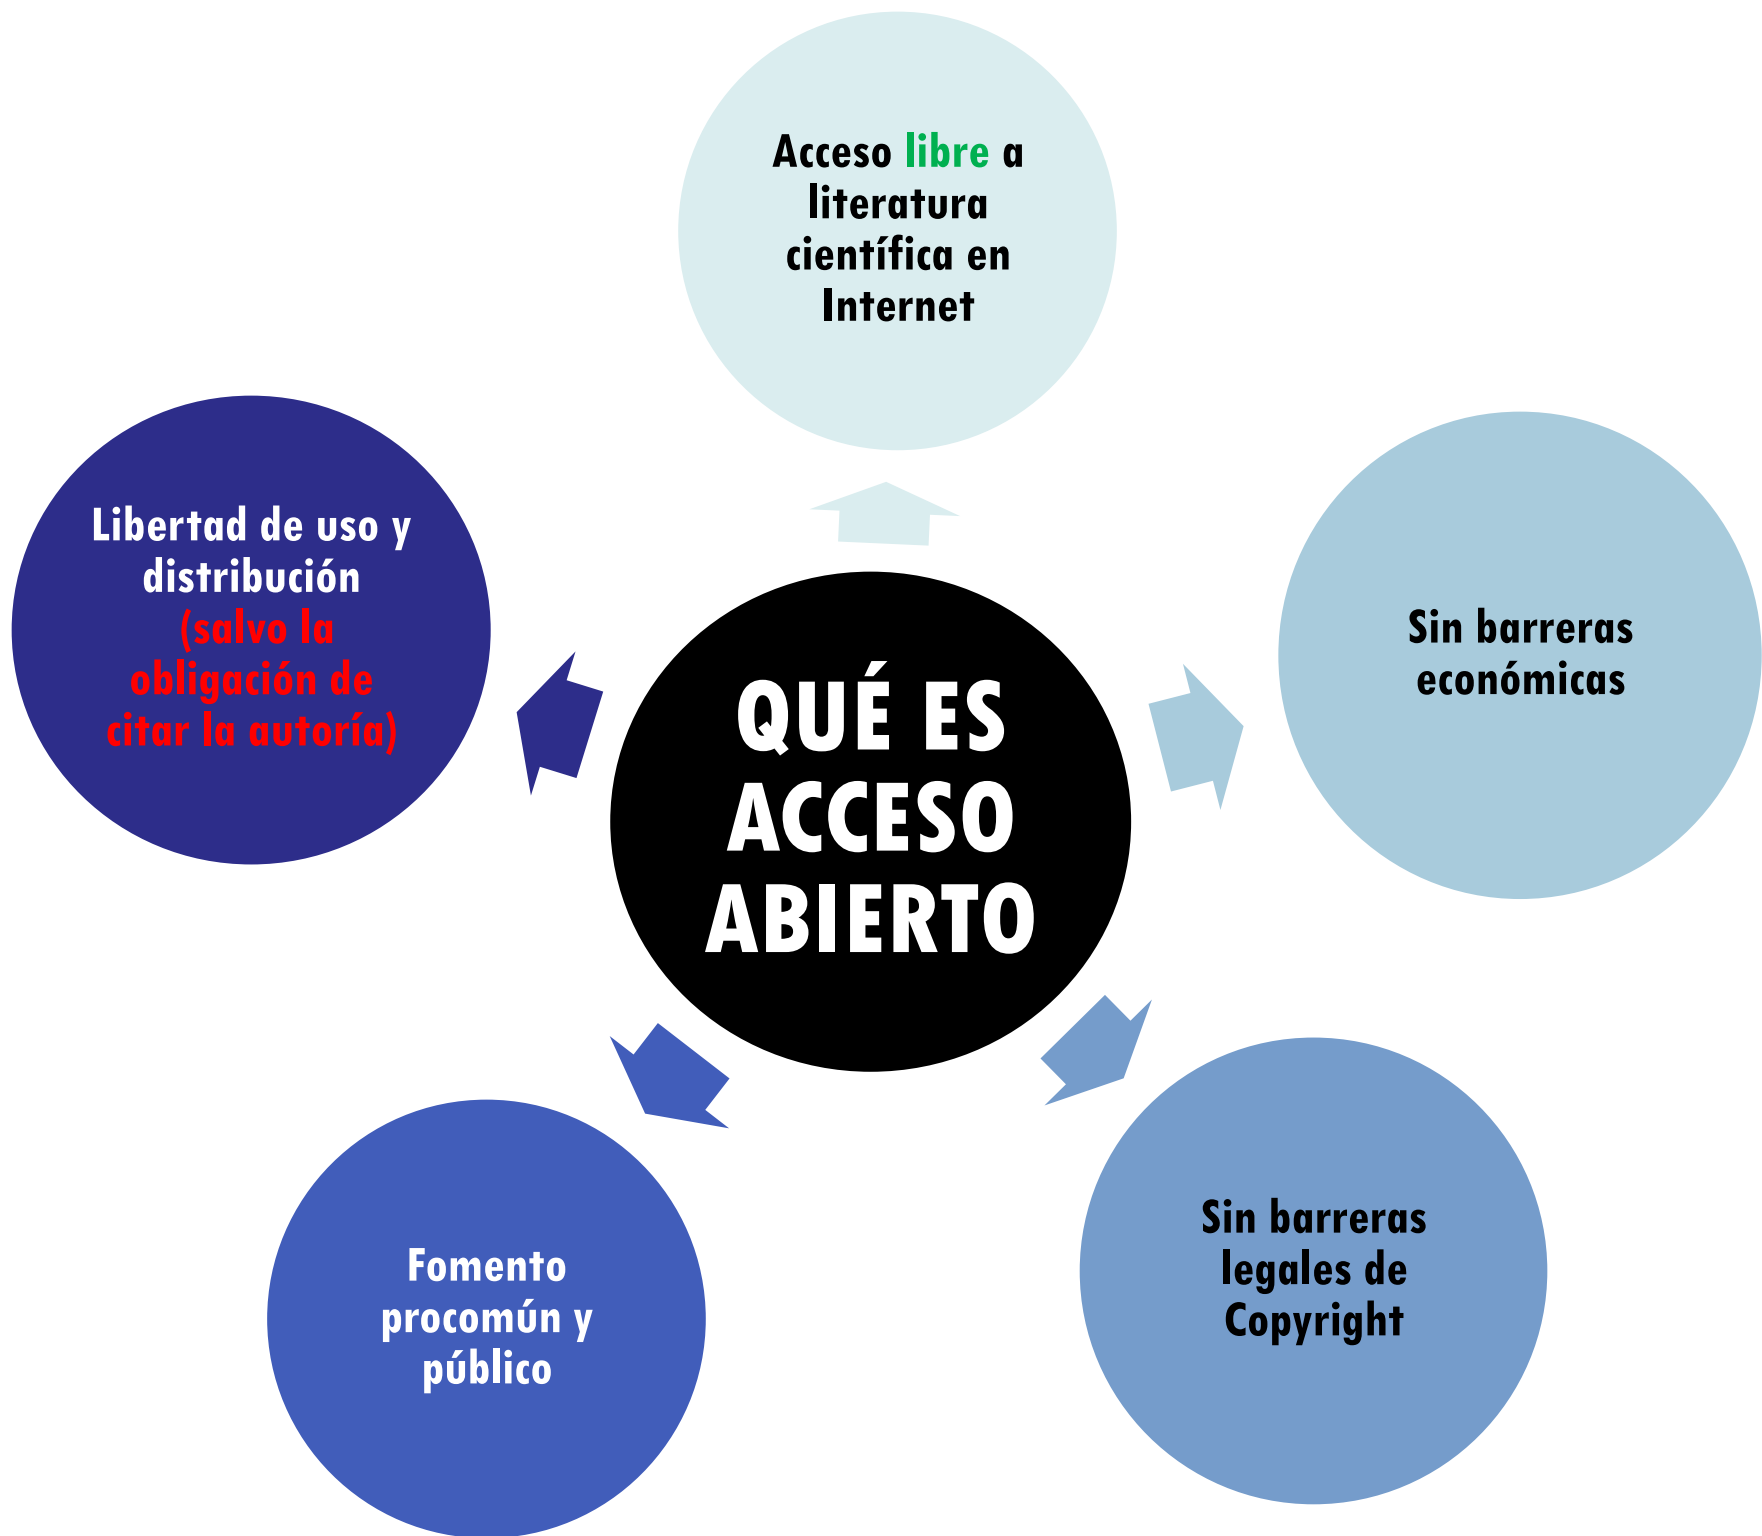 Acceso libre a
literatura
científica en
Internet
Sin barreras
económicas
Sin barreras
legales de
Copyright
Fomento
procomún y
público
Libertad de uso y
distribución
(salvo la
obligación de
citar la autoría)
QUÉ ES
ACCESO
ABIERTO